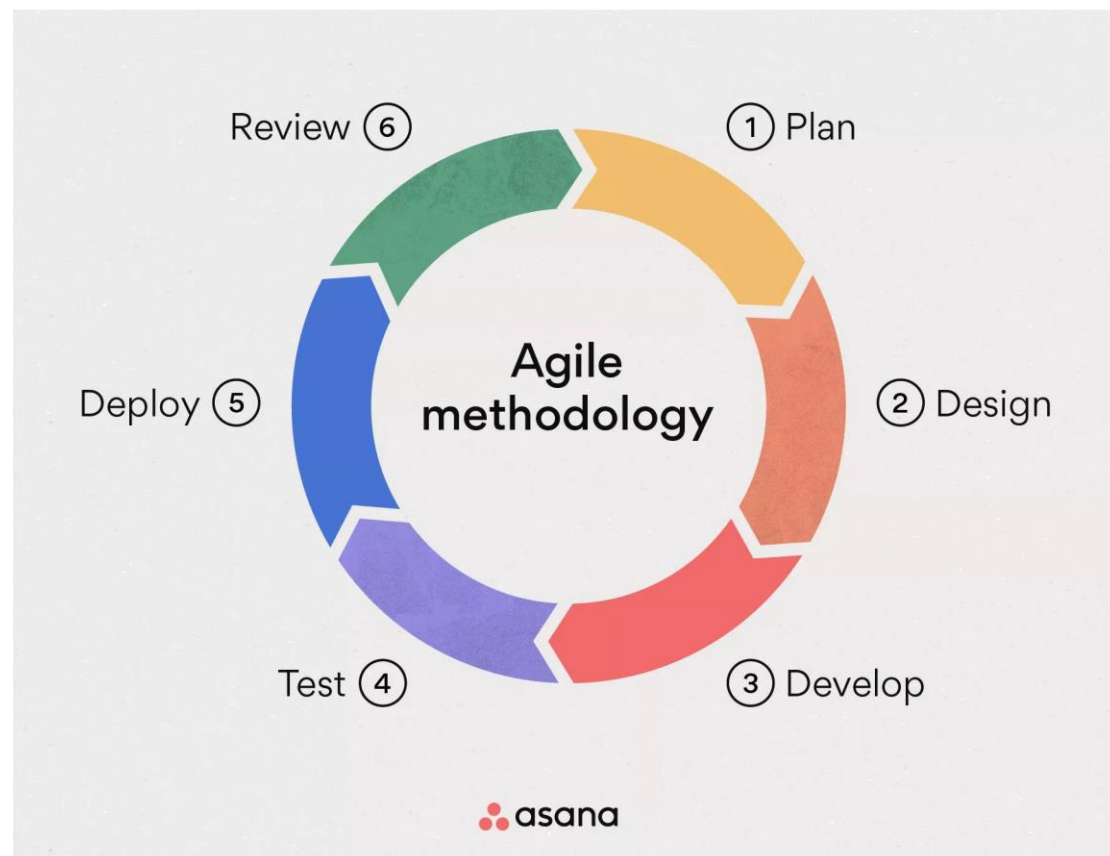 Agile
methodology
1 Plan
2 Design
3 Develop
Test 4
Deploy 5
Review 6
asana